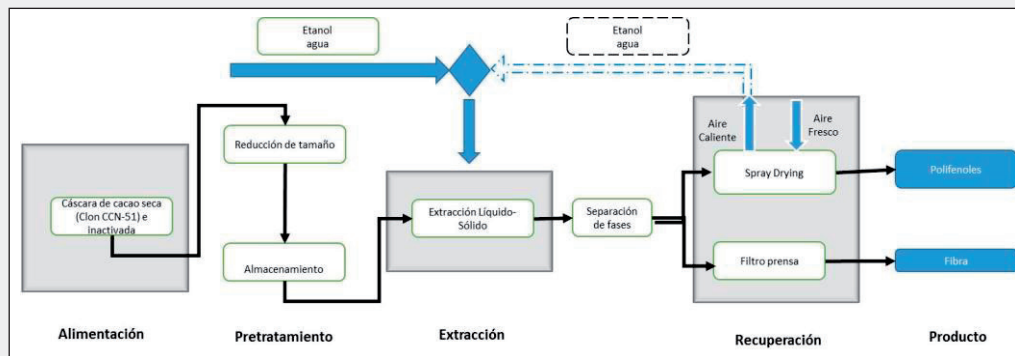 Etanol
agua
Etanol
agua
Aire
Caliente
Aire
Fresco
Reducción de tamaño
Spray Drying
Polifenoles
Cáscara de cacao seca
(Clon CCN-51) e
inactivada
Extracción Líquido-
Sólido
Separación
de fases
Almacenamiento
Filtro prensa
Fibra
Alimentación
Pretratamiento
Extracción
Recuperación
Producto